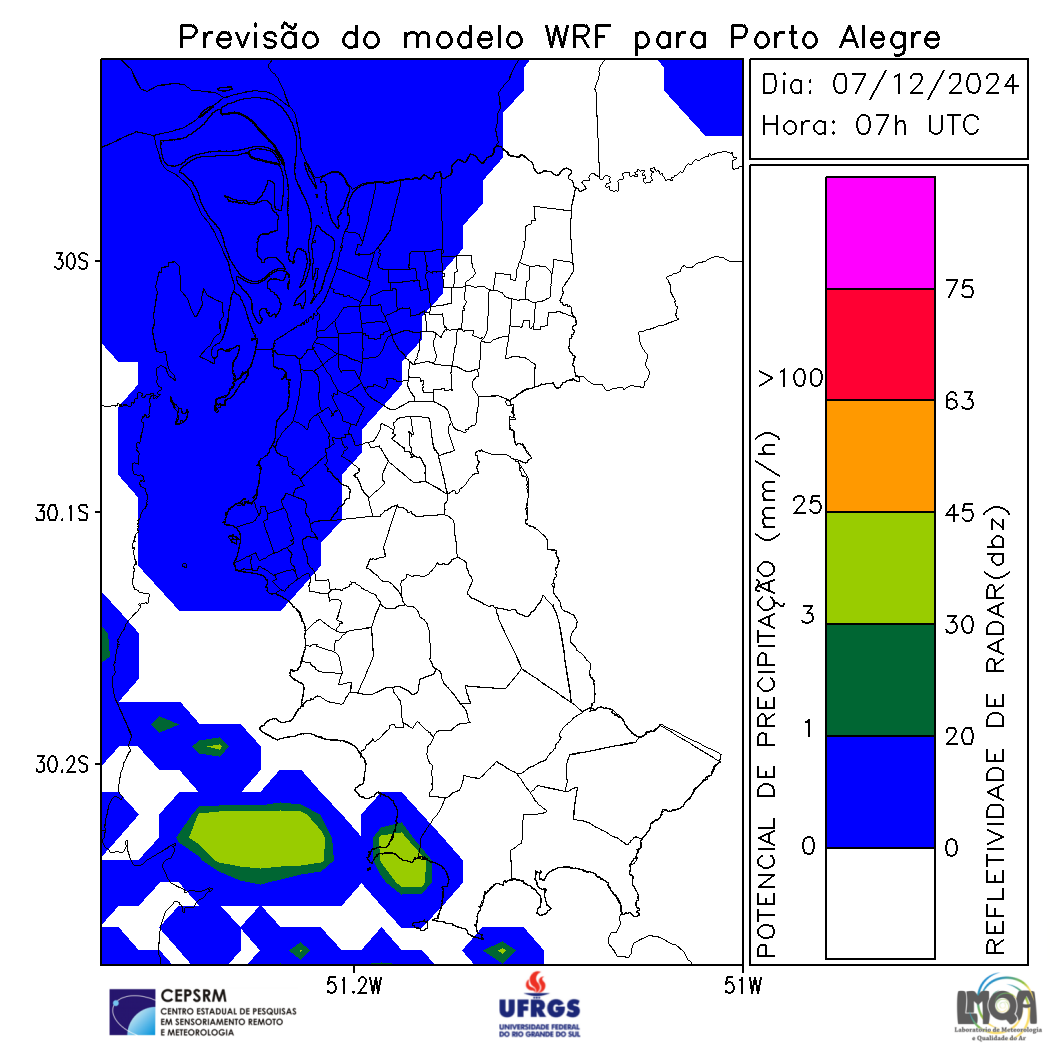 Previsão do modelo WRF para Porto Alegre
Dia: 07/12/2024
Hora: 07h UTC
30S
30.1S
30.2S
51.2W
51W
POTENCIAL DE PRECIPITAÇÃO (mm/h)
>100
25
3
1
0
75
63
45
30
20
0
REFLETIVIDADE DE RADAR(dbz)
CEPSRM
CENTRO ESTADUAL DE PESQUISAS
EM SENSORIAMENTO REMOTO
E METEOROLOGIA
UFRGS
UNIVERSIDADE FEDERAL
DO RIO GRANDE DO SUL
LMQA
Laboratório de Meteorologia
e Qualidade do Ar